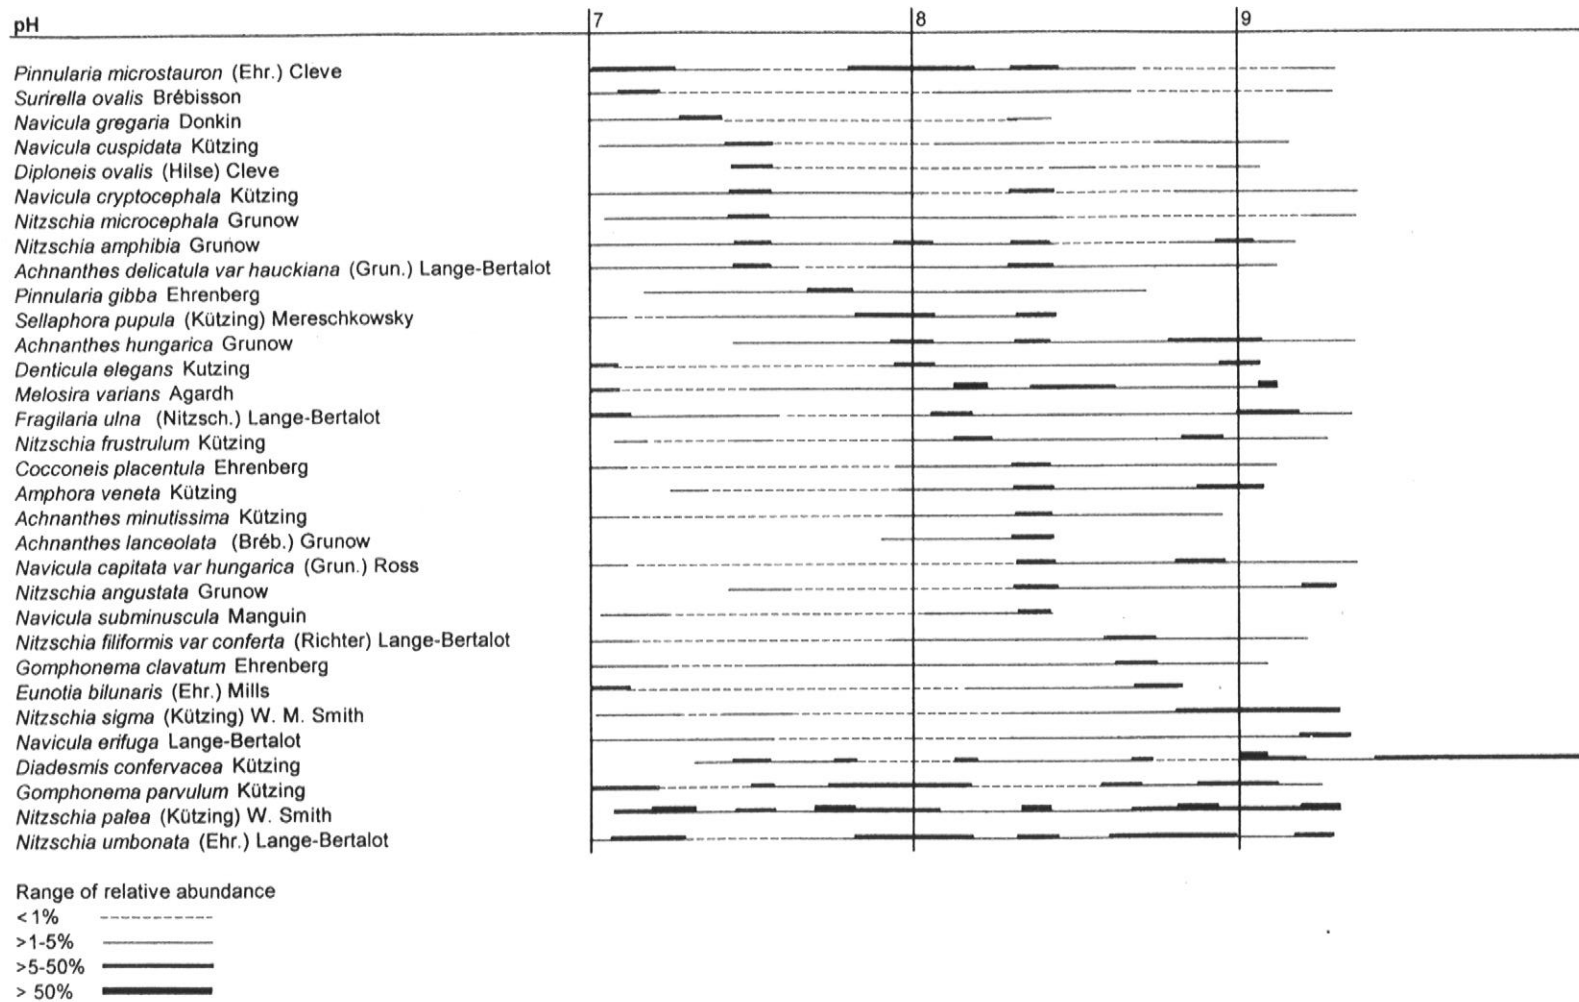 pH 7 8 9
Pinnularia microstauron (Ehr.) Cleve
Surirella ovalis Brébisson
Navicula gregaria Donkin
Navicula cuspidata Kützing
Diploneis ovalis (Hilse) Cleve
Navicula cryptocephala Kützing
Nitzschia microcephala Grunow
Nitzschia amphibia Grunow
Achnanthes delicatula var hauckiana (Grun.) Lange-Bertalot
Pinnularia gibba Ehrenberg
Sellaphora pupula (Kützing) Mereschkowsky
Achnanthes hungarica Grunow
Denticula elegans Kutzing
Melosira varians Agardh
Fragilaria ulna (Nitzsch.) Lange-Bertalot
Nitzschia frustrulum Kützing
Cocconeis placentula Ehrenberg
Amphora veneta Kützing
Achnanthes minutissima Kützing
Achnanthes lanceolata (Bréb.) Grunow
Navicula capitata var hungarica (Grun.) Ross
Nitzschia angustata Grunow
Navicula subminuscula Manguin
Nitzschia filiformis var conferta (Richter) Lange-Bertalot
Gomphonema clavatum Ehrenberg
Eunotia bilunaris (Ehr.) Mills
Nitzschia sigma (Kützing) W. M. Smith
Navicula erifuga Lange-Bertalot
Diadesmis confervacea Kützing
Gomphonema parvulum Kützing
Nitzschia palea (Kützing) W. Smith
Nitzschia umbonata (Ehr.) Lange-Bertalot
Range of relative abundance
< 1%
>1-5%
>5-50%
> 50%